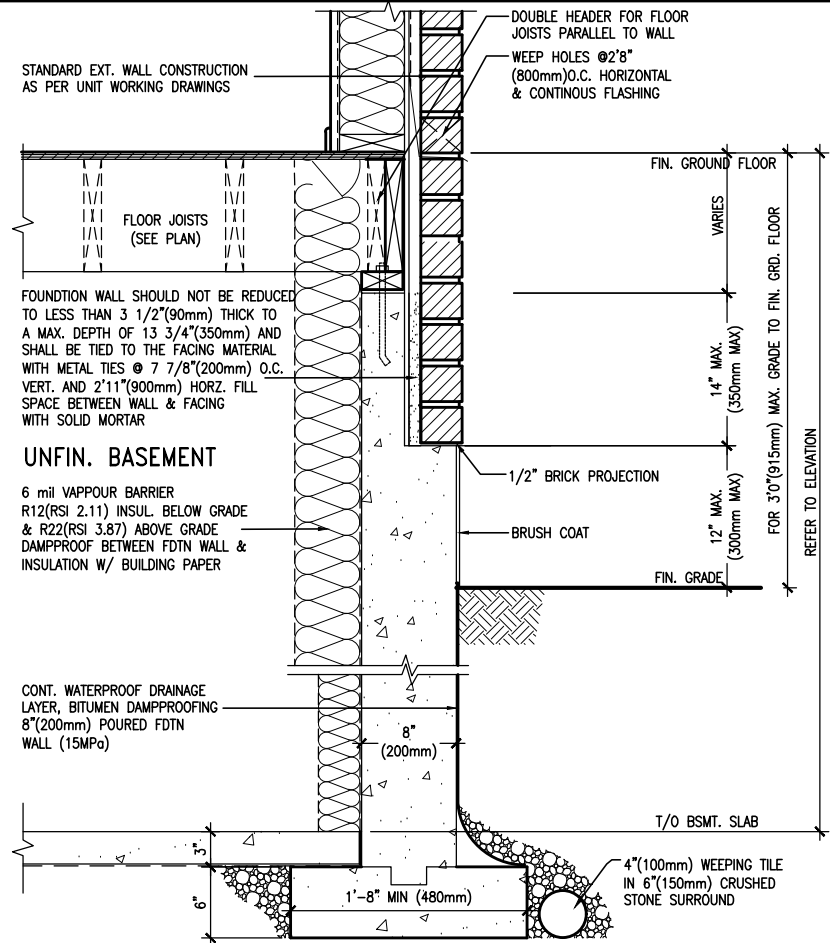 DOUBLE HEADER FOR FLOOR
JOISTS PARALLEL TO WALL
WEEP HOLES @2'8"
(800mm)O.C. HORIZONTAL
& CONTINOUS FLASHING
STANDARD EXT. WALL CONSTRUCTION
AS PER UNIT WORKING DRAWINGS
FIN. GROUND FLOOR
FLOOR JOISTS
(SEE PLAN)
VARIES
FOUNDTION WALL SHOULD NOT BE REDUCED
TO LESS THAN 3 1/2"(90mm) THICK TO
A MAX. DEPTH OF 13 3/4"(350mm) AND
SHALL BE TIED TO THE FACING MATERIAL
WITH METAL TIES @ 7 7/8"(200mm) O.C.
VERT. AND 2'11"(900mm) HORZ. FILL
SPACE BETWEEN WALL & FACING
WITH SOLID MORTAR
14" MAX.
(350mm MAX)
FOR 3'0"(915mm) MAX. GRADE TO FIN. GRD. FLOOR
REFER TO ELEVATION
UNFIN. BASEMENT
6 mil VAPPOUR BARRIER
R12(RSI 2.11) INSUL. BELOW GRADE
& R22(RSI 3.87) ABOVE GRADE
DAMPPROOF BETWEEN FDTN WALL &
INSULATION W/ BUILDING PAPER
1/2" BRICK PROJECTION
BRUSH COAT
12" MAX.
(300mm MAX)
FIN. GRADE
CONT. WATERPROOF DRAINAGE
LAYER, BITUMEN DAMPPROOFING
8"(200mm) POURED FDTN
WALL (15MPa)
8"
(200mm)
T/O BSMT. SLAB
3"
6"
1'-8" MIN (480mm)
4"(100mm) WEEPING TILE
IN 6"(150mm) CRUSHED
STONE SURROUND